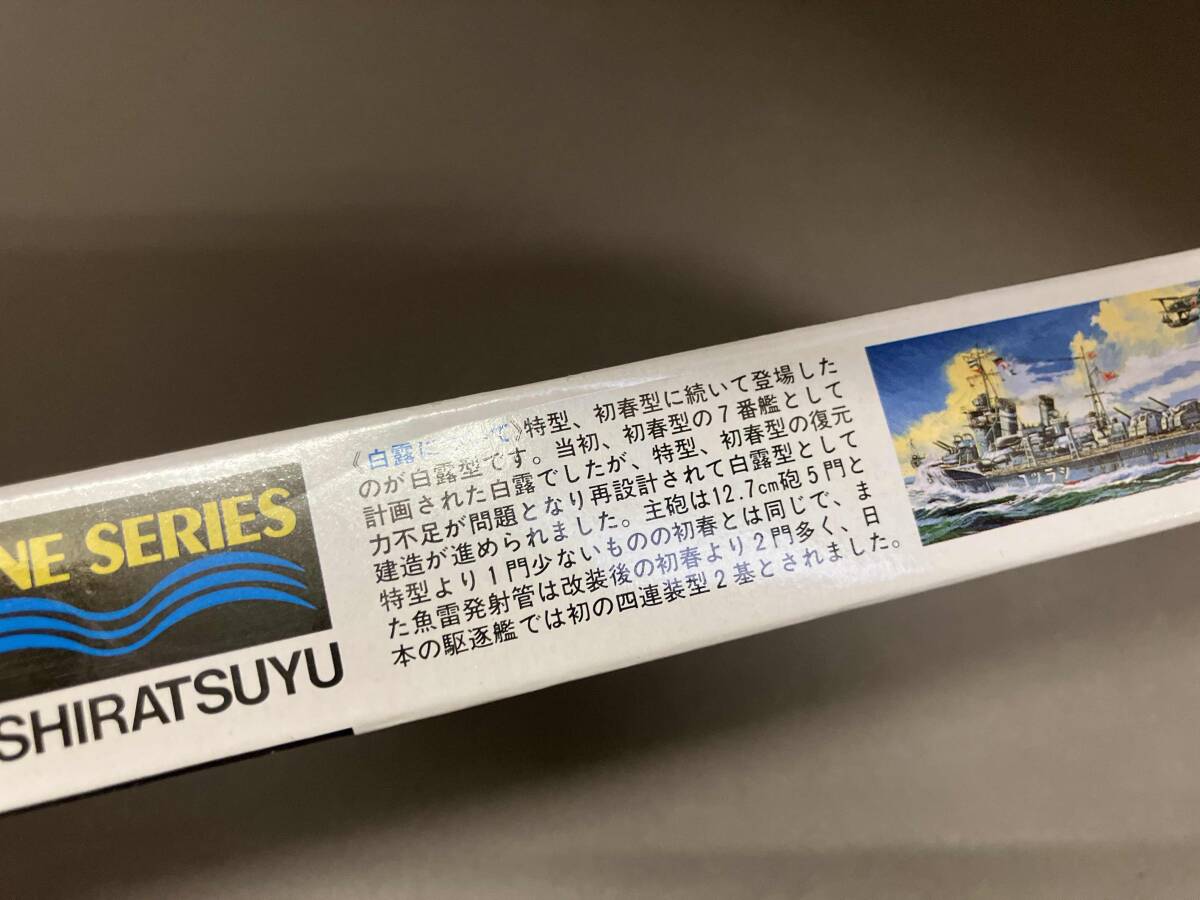 NE SERIES
SHIRATSUYU
《白露について》特型、初春型に続いて登場した
のが白露型です。当初、初春型の7番艦として
計画された白露でしたが、特型、初春型の復元
力不足が問題となり再設計されて白露型として
建造が進められました。主砲は12.7cm砲5門と
特型より1門少ないものの初春とは同じで、ま
た魚雷発射管は改装後の初春より2門多く、日
本の駆逐艦では初の四連装型2基とされました。
ユツラシ